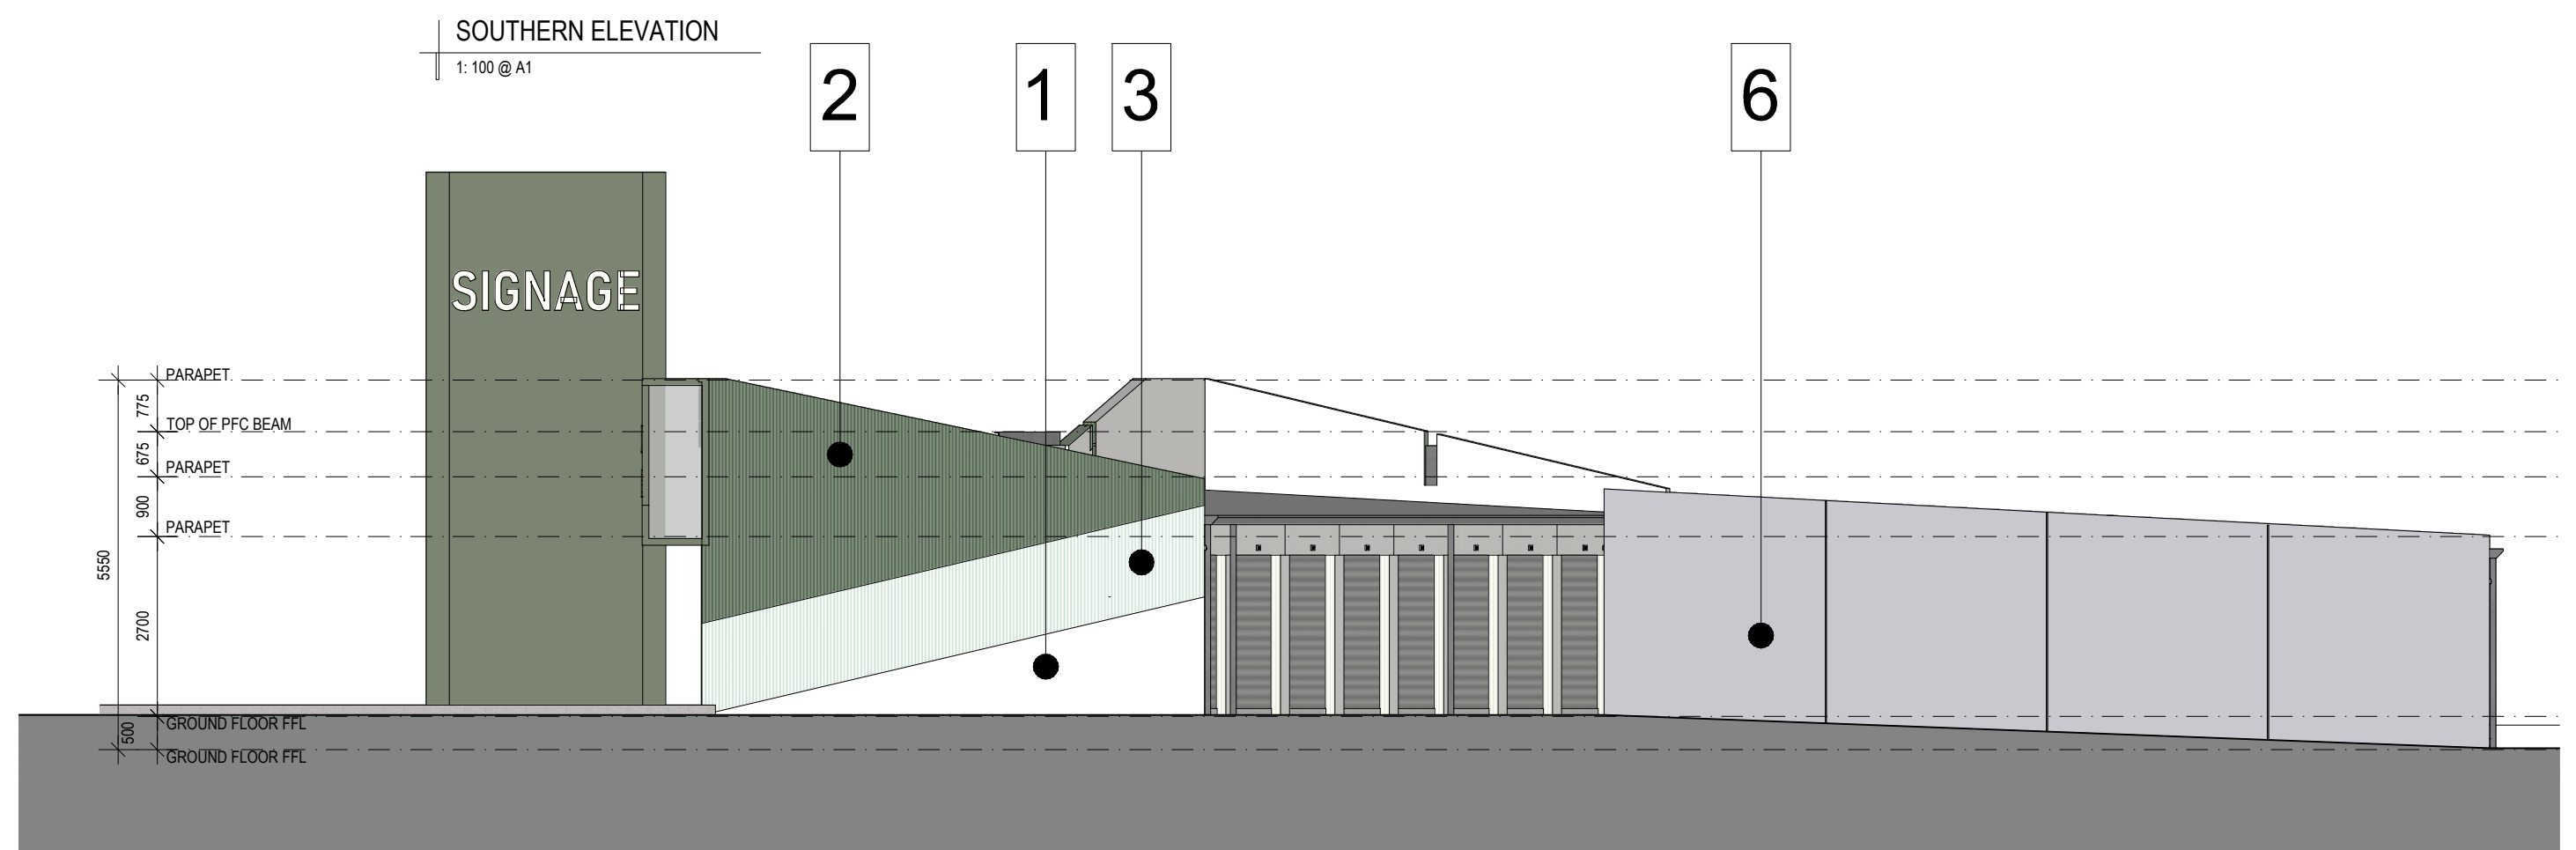 SOUTHERN ELEVATION
1: 100 @ A1
2
1
3
6
SIGNAGE
PARAPET
775
TOP OF PFC BEAM
675
PARAPET
900
PARAPET
5550
2700
GROUND FLOOR FFL
500
GROUND FLOOR FFL